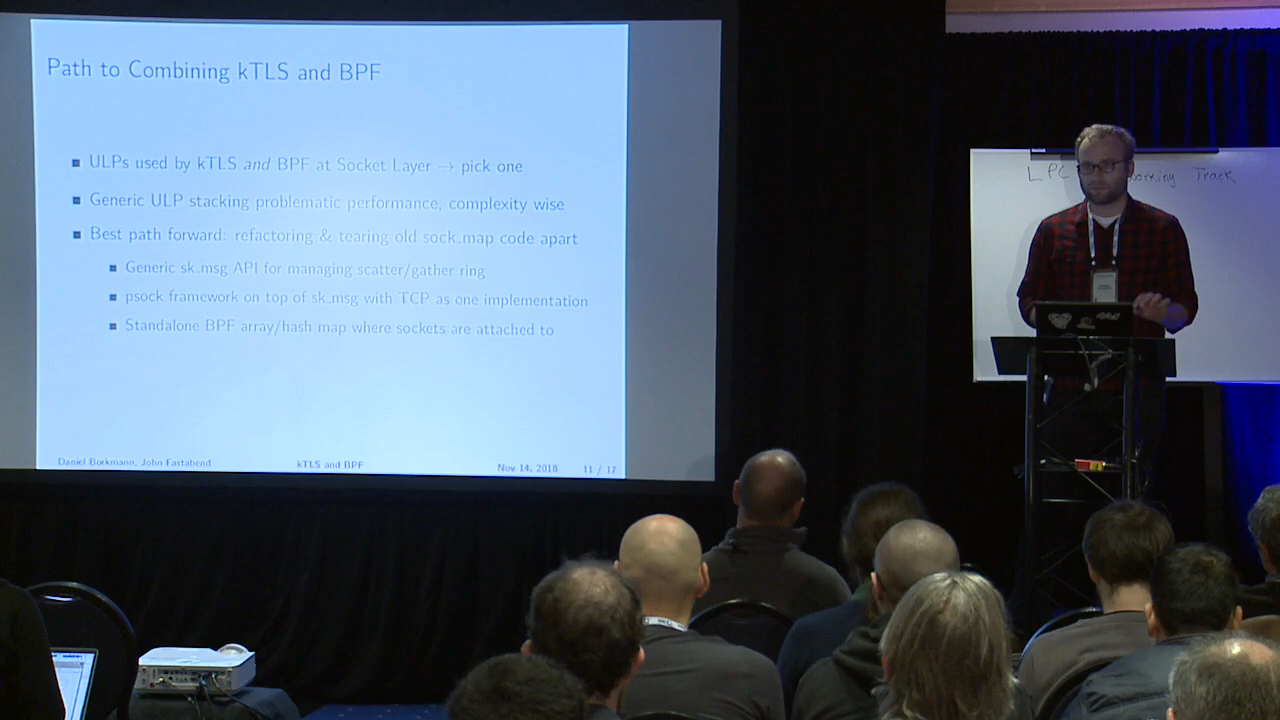 Path to Combining kTLS and BPF
ULPs used by kTLS and BPF at Socket Layer → pick one
Generic ULP stacking problematic performance, complexity wise
Best path forward: refactoring & tearing old sock_map code apart
Generic sk_msg API for managing scatter/gather ring
psock framework on top of sk_msg with TCP as one implementation
Standalone BPF array/hash map where sockets are attached to
Daniel Borkmann, John Fastabend kTLS and BPF Nov 14, 2018 11 / 17
LPC Track